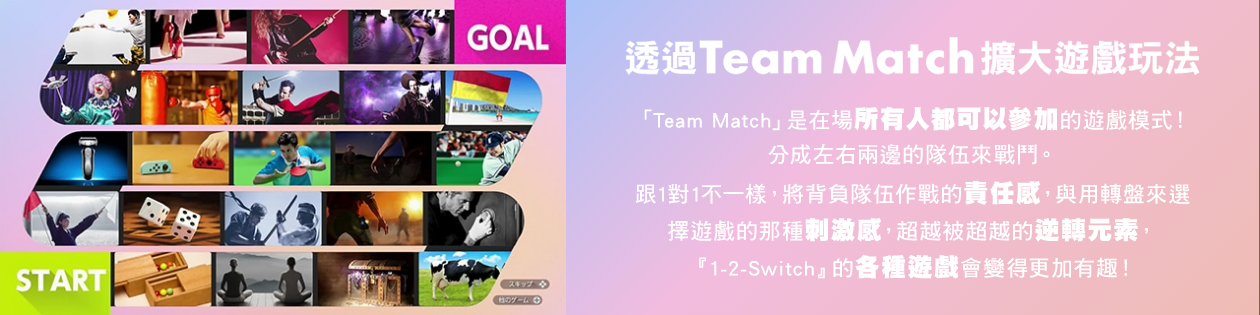 GOAL
START
スキップ
他のゲーム
透過Team Match擴大遊戲玩法
「Team Match」是在場所有人都可以參加的遊戲模式！
分成左右兩邊的隊伍來戰鬥。
跟1對1不一樣，將背負隊伍作戰的責任感，與用轉盤來選
擇遊戲的那種刺激感，超越被超越的逆轉元素，
『1-2-Switch』的各種遊戲會變得更加有趣！